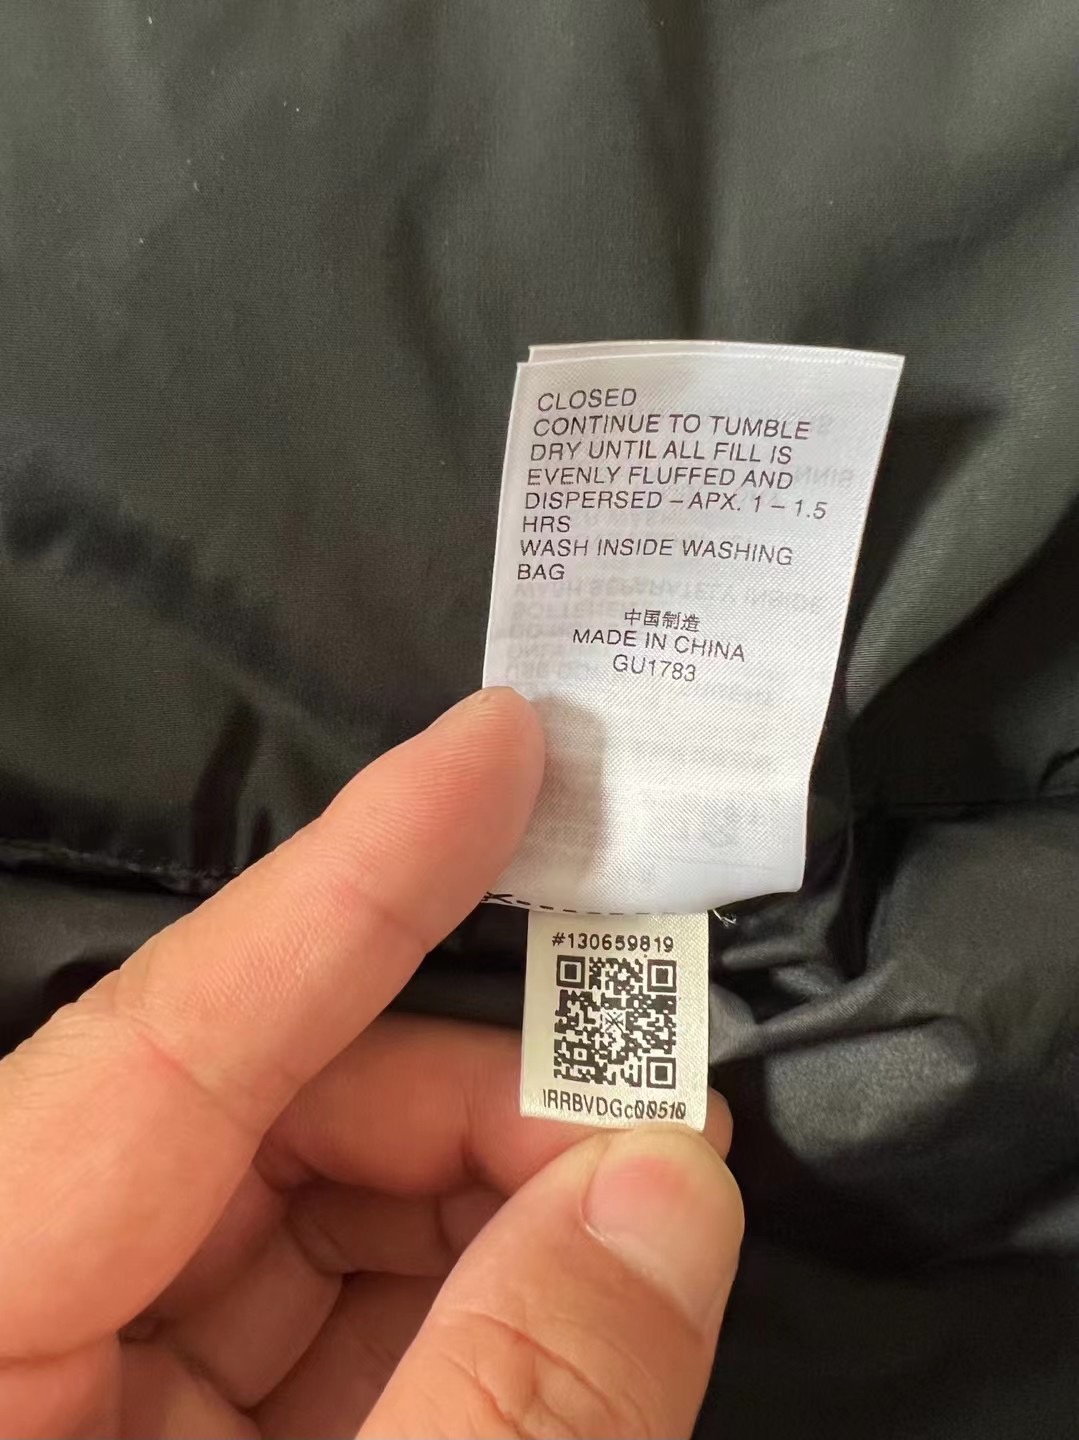 CLOSED
CONTINUE TO TUMBLE
DRY UNTIL ALL FILL IS
EVENLY FLUFFED AND
DISPERSED – APX. 1 – 1.5
HRS
WASH INSIDE WASHING
BAG
中国制造
MADE IN CHINA
GU1783
#130659819
IRRBVDGc00510